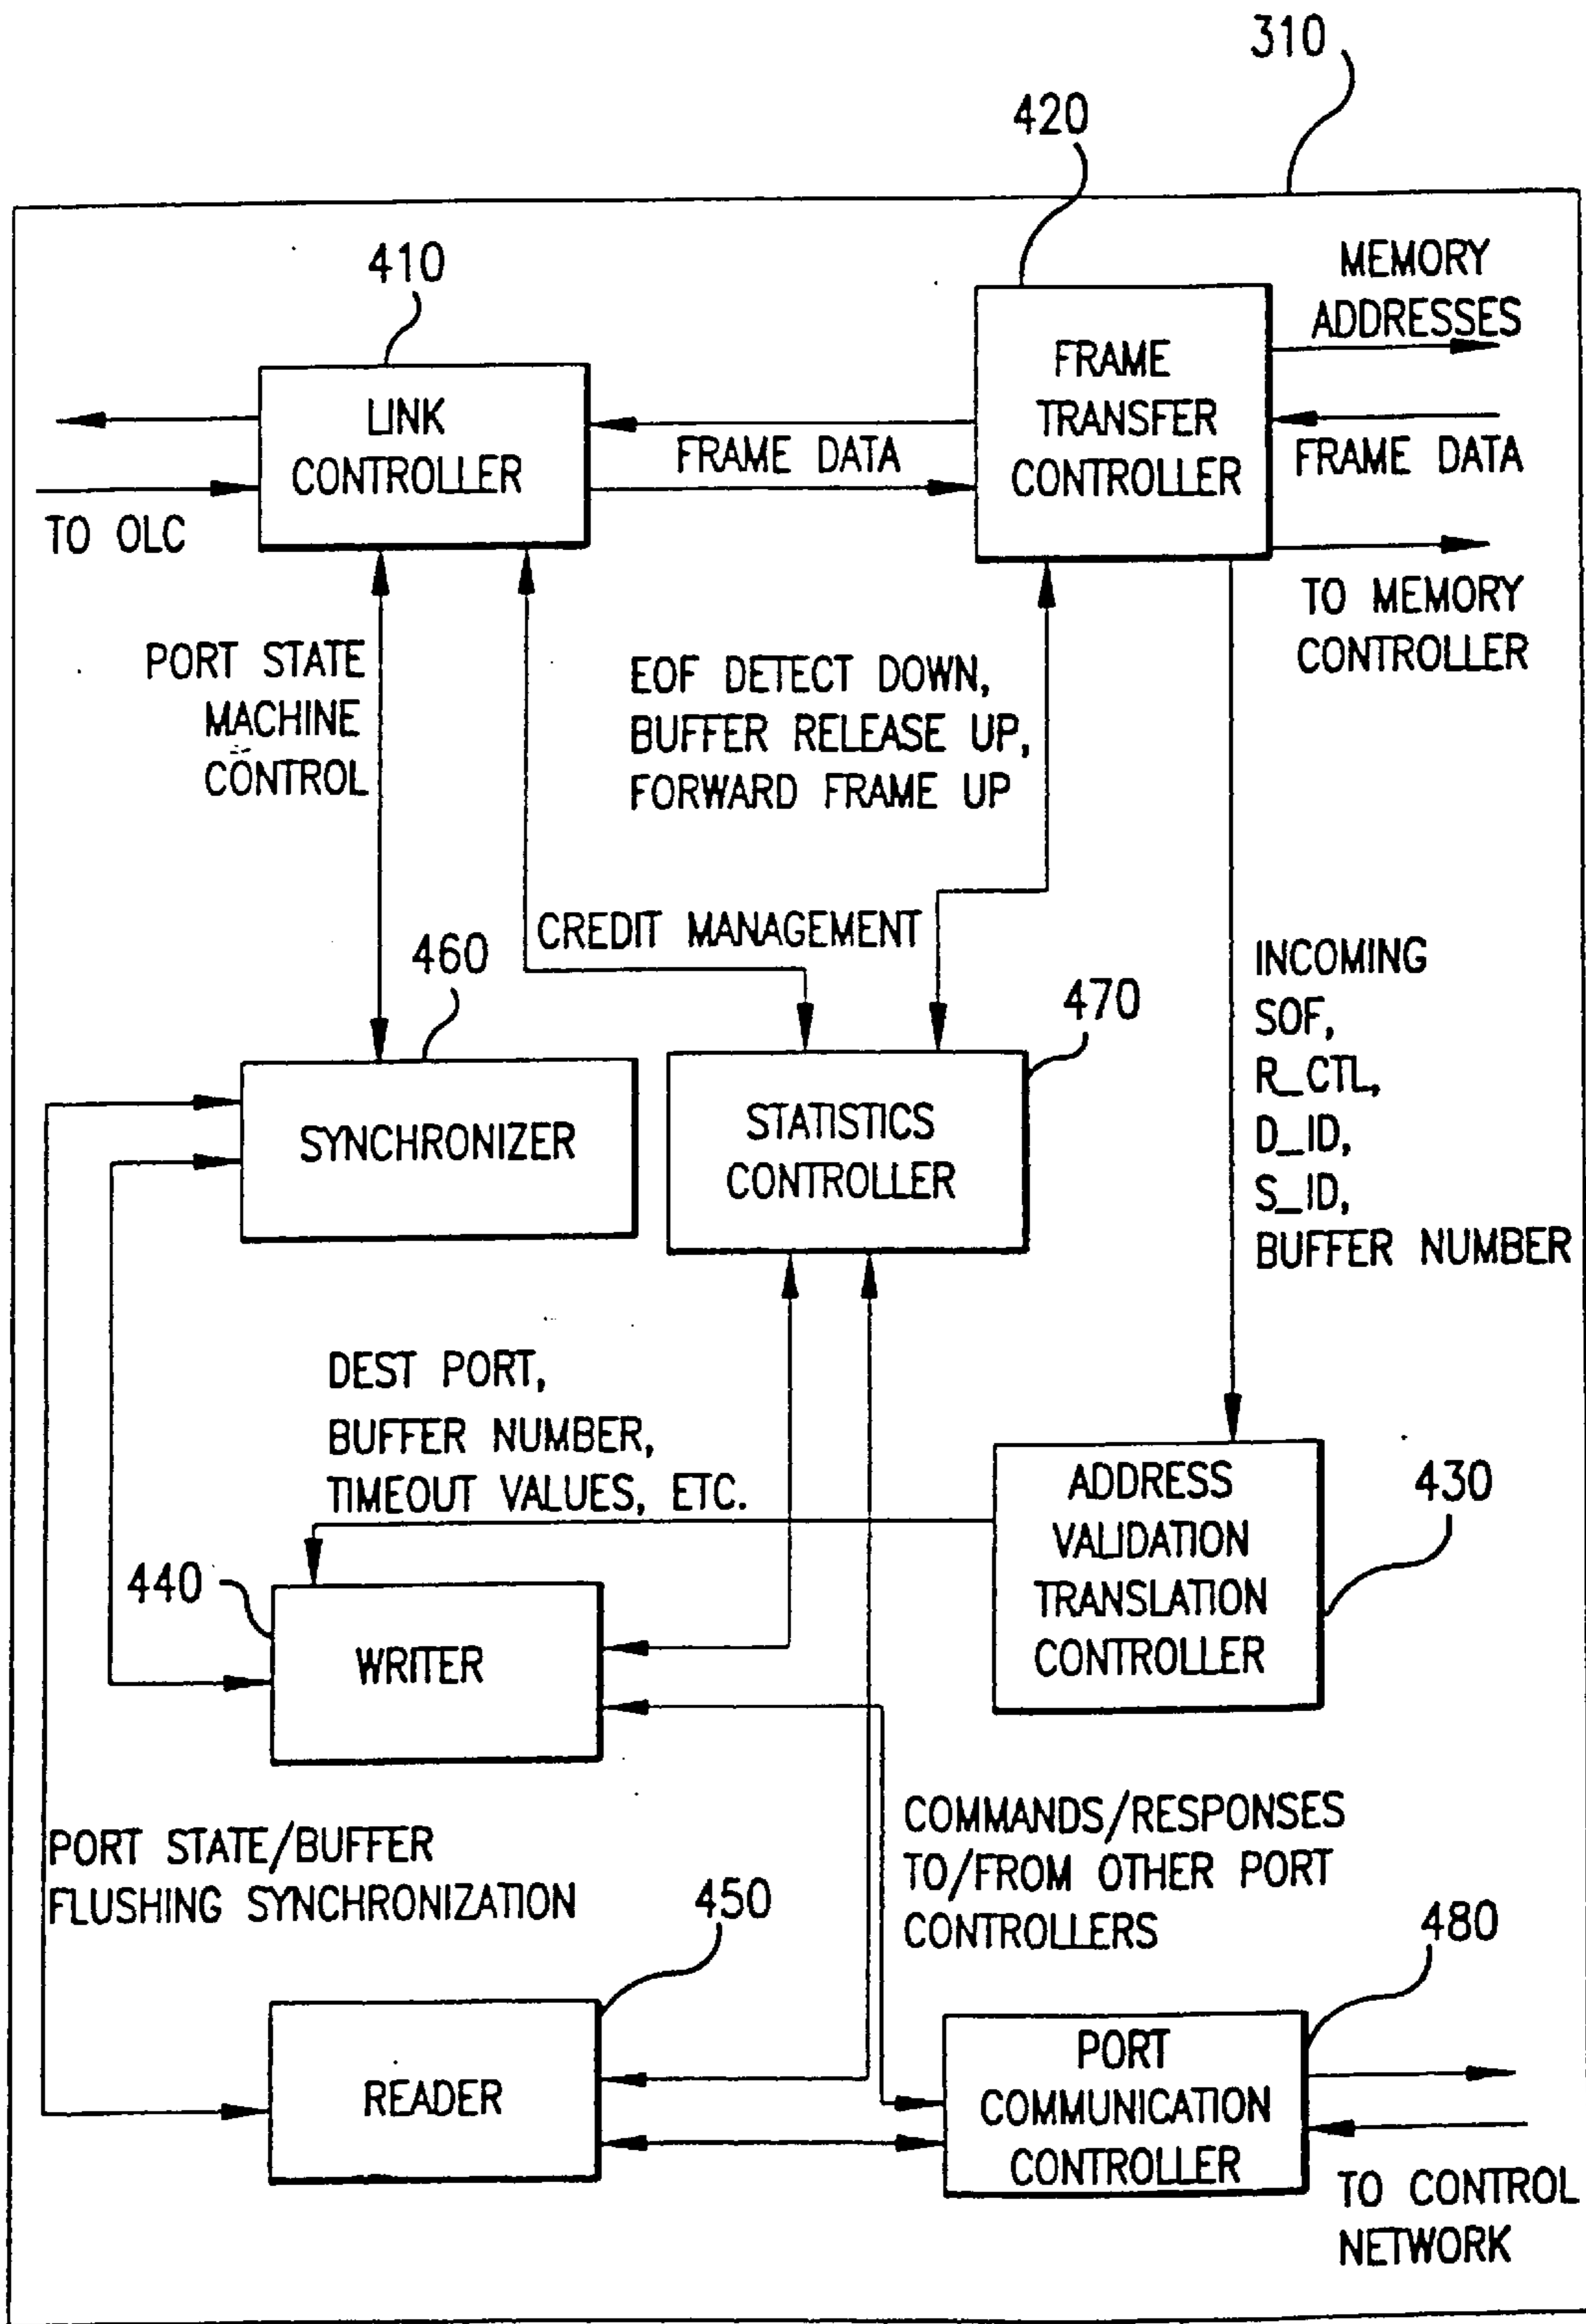 310
420
410
MEMORY
ADDRESSES
FRAME
TRANSFER
CONTROLLER
LINK
CONTROLLER
FRAME DATA
FRAME DATA
TO OLC
TO MEMORY
CONTROLLER
PORT STATE
MACHINE
CONTROL
EOF DETECT DOWN,
BUFFER RELEASE UP,
FORWARD FRAME UP
CREDIT MANAGEMENT
460
470
INCOMING
SOF,
R_CTL,
D_ID,
S_ID,
BUFFER NUMBER
SYNCHRONIZER
STATISTICS
CONTROLLER
DEST PORT,
BUFFER NUMBER,
TIMEOUT VALUES, ETC.
ADDRESS
VALIDATION
TRANSLATION
CONTROLLER
430
440
WRITER
PORT STATE/BUFFER
FLUSHING SYNCHRONIZATION
COMMANDS/RESPONSES
TO/FROM OTHER PORT
CONTROLLERS
450
480
READER
PORT
COMMUNICATION
CONTROLLER
TO CONTROL
NETWORK